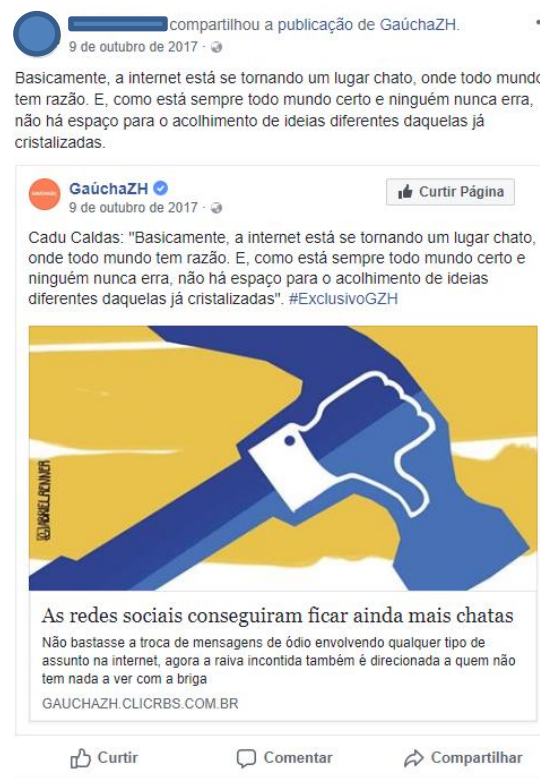 compartilhou a publicação de GaúchaZH.
9 de outubro de 2017 ·
Basicamente, a internet está se tornando um lugar chato, onde todo mundo
tem razão. E, como está sempre todo mundo certo e ninguém nunca erra,
não há espaço para o acolhimento de ideias diferentes daquelas já
cristalizadas.
GaúchaZH
Curtir Página
9 de outubro de 2017 ·
Cadu Caldas: "Basicamente, a internet está se tornando um lugar chato,
onde todo mundo tem razão. E, como está sempre todo mundo certo e
ninguém nunca erra, não há espaço para o acolhimento de ideias
diferentes daquelas já cristalizadas". #ExclusivoGZH
GABRIEL RENNER
As redes sociais conseguiram ficar ainda mais chatas
Não bastasse a troca de mensagens de ódio envolvendo qualquer tipo de
assunto na internet, agora a raiva incontida também é direcionada a quem não
tem nada a ver com a briga
GAUCHAZH.CLICRBS.COM.BR
Curtir
Comentar
Compartilhar